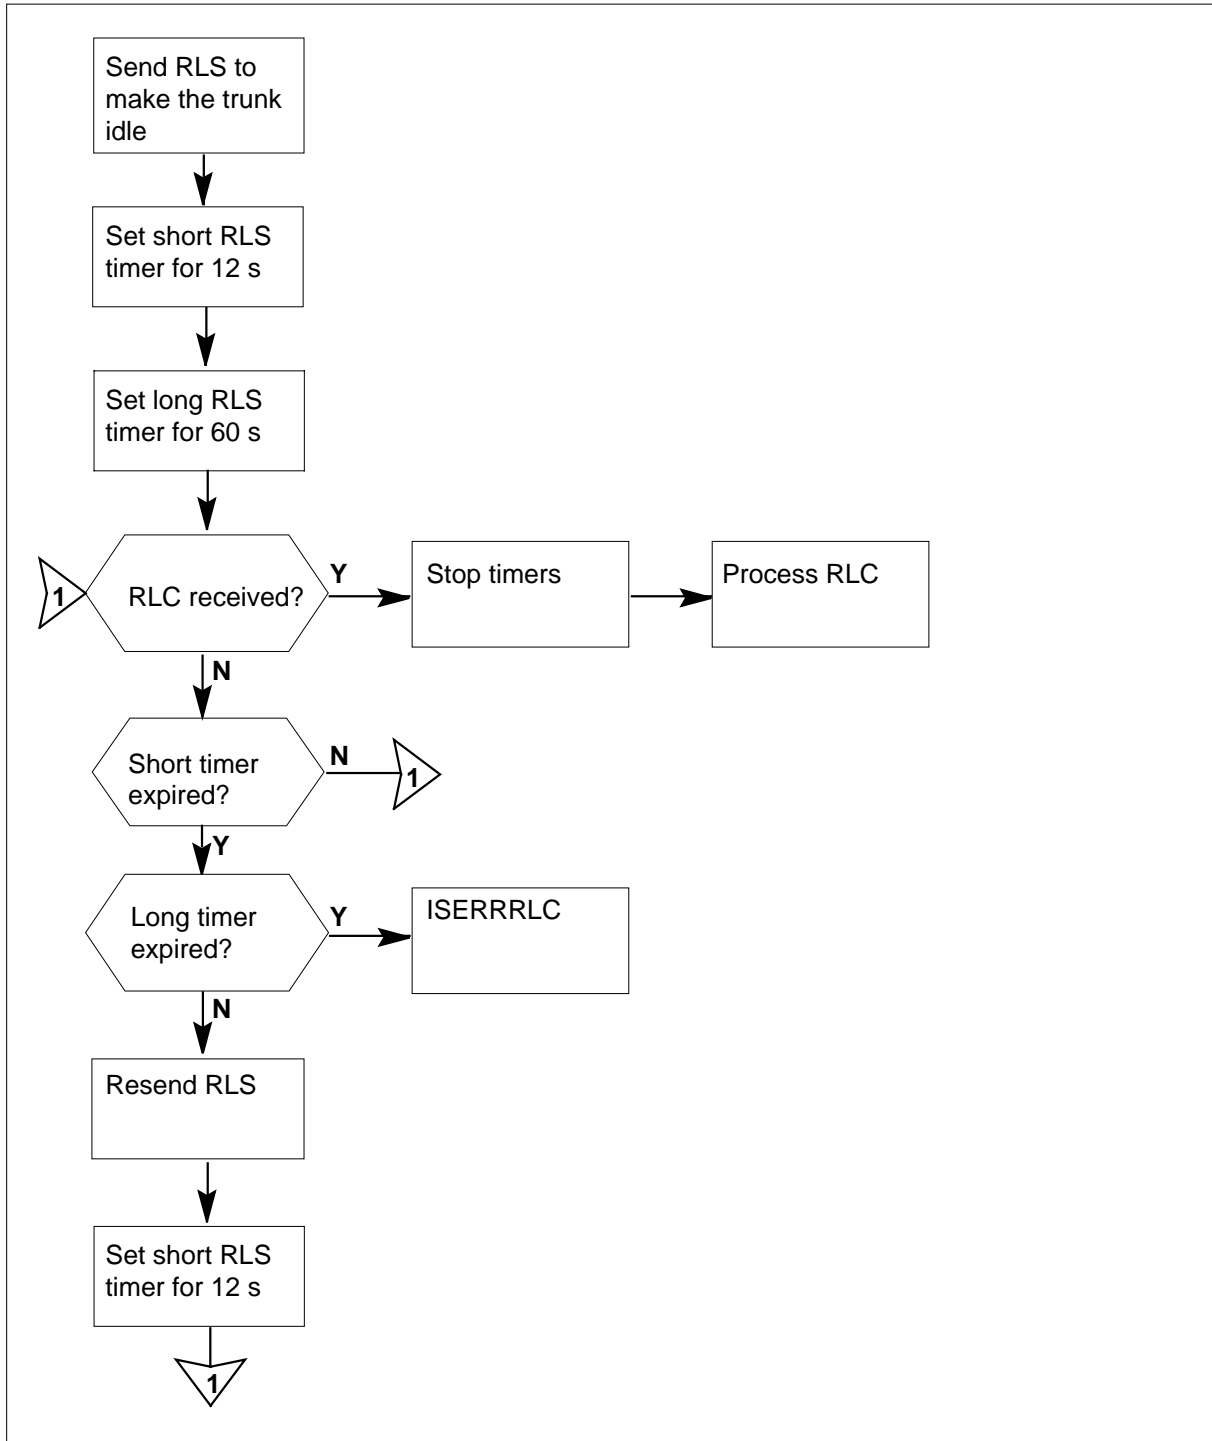 Send RLS to
make the trunk
idle
Set short RLS
timer for 12 s
Set long RLS
timer for 60 s
1
RLC received?
Y
Stop timers
Process RLC
N
Short timer
expired?
N
1
Y
Long timer
expired?
Y
ISERRRLC
N
Resend RLS
Set short RLS
timer for 12 s
1